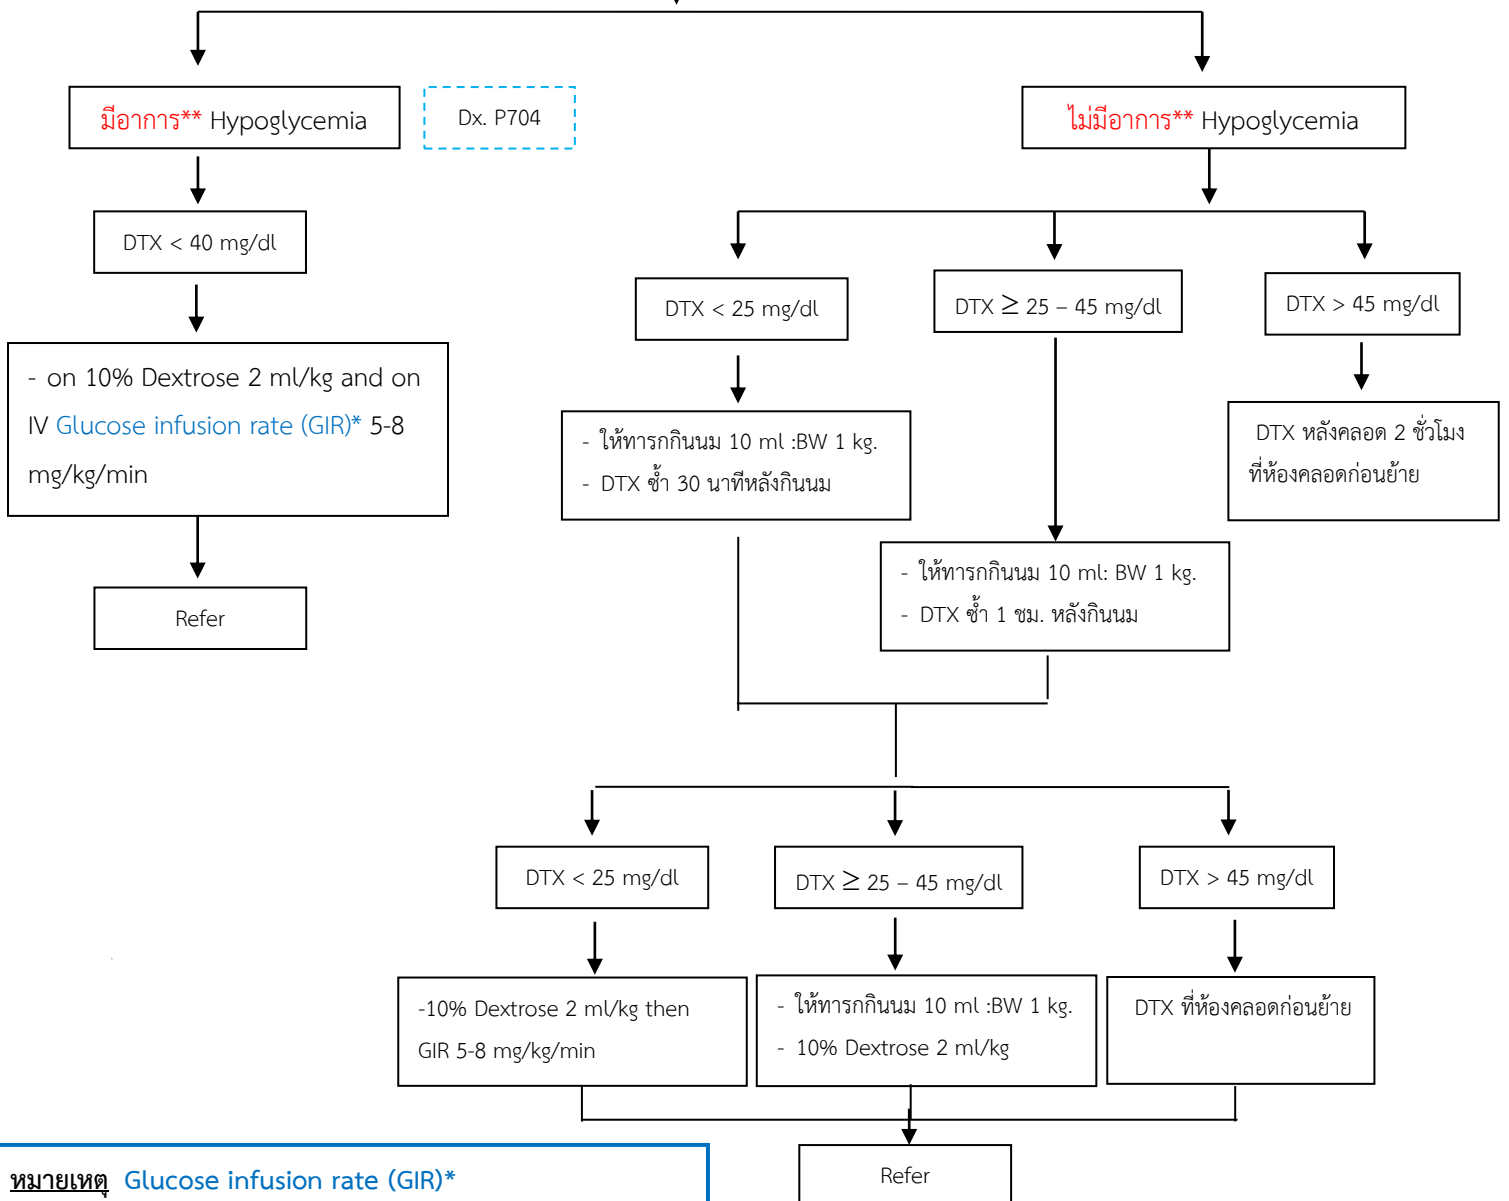 มีอาการ** Hypoglycemia
Dx. P704
ไม่มีอาการ** Hypoglycemia
DTX < 40 mg/dl
DTX < 25 mg/dl
DTX ≥ 25 – 45 mg/dl
DTX > 45 mg/dl
- on 10% Dextrose 2 ml/kg and on
IV Glucose infusion rate (GIR)* 5-8
mg/kg/min
- ให้ทารกกินนม 10 ml :BW 1 kg.
- DTX ซ้ำ 30 นาทีหลังกินนม
DTX หลังคลอด 2 ชั่วโมง
ที่ห้องคลอดก่อนย้าย
- ให้ทารกกินนม 10 ml: BW 1 kg.
- DTX ซ้ำ 1 ชม. หลังกินนม
Refer
DTX < 25 mg/dl
DTX ≥ 25 – 45 mg/dl
DTX > 45 mg/dl
-10% Dextrose 2 ml/kg then
GIR 5-8 mg/kg/min
- ให้ทารกกินนม 10 ml :BW 1 kg.
- 10% Dextrose 2 ml/kg
DTX ที่ห้องคลอดก่อนย้าย
Refer
หมายเหตุ Glucose infusion rate (GIR)*